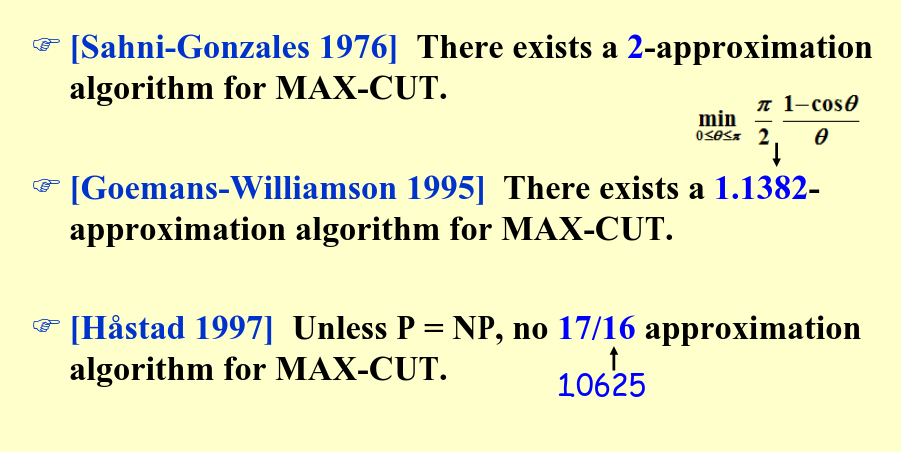 ☞ [Sahni-Gonzales 1976] There exists a 2-approximation
algorithm for MAX-CUT.
min 0≤θ≤π π/2 1−cosθ/θ
↓
☞ [Goemans-Williamson 1995] There exists a 1.1382-
approximation algorithm for MAX-CUT.
☞ [Håstad 1997] Unless P = NP, no 17/16 approximation
algorithm for MAX-CUT.
↑
10625